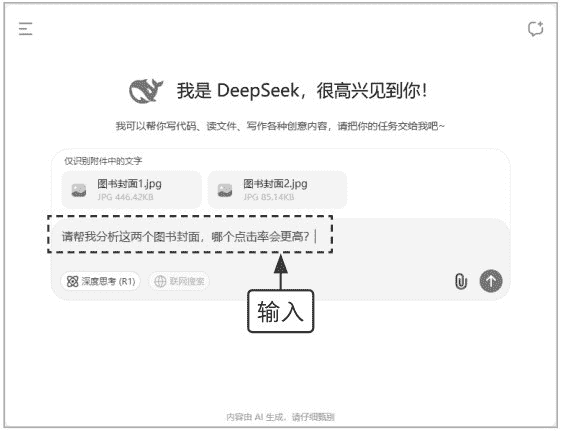 我是 DeepSeek，很高兴见到你！
我可以帮你写代码、读文件、写作各种创意内容，请把你的任务交给我吧~
仅识别附件中的文字
图书封面1.jpg
JPG 446.42KB
图书封面2.jpg
JPG 85.14KB
请帮我分析这两个图书封面，哪个点击率会更高？
深度思考 (R1)
联网搜索
输入
内容由 AI 生成，请仔细甄别